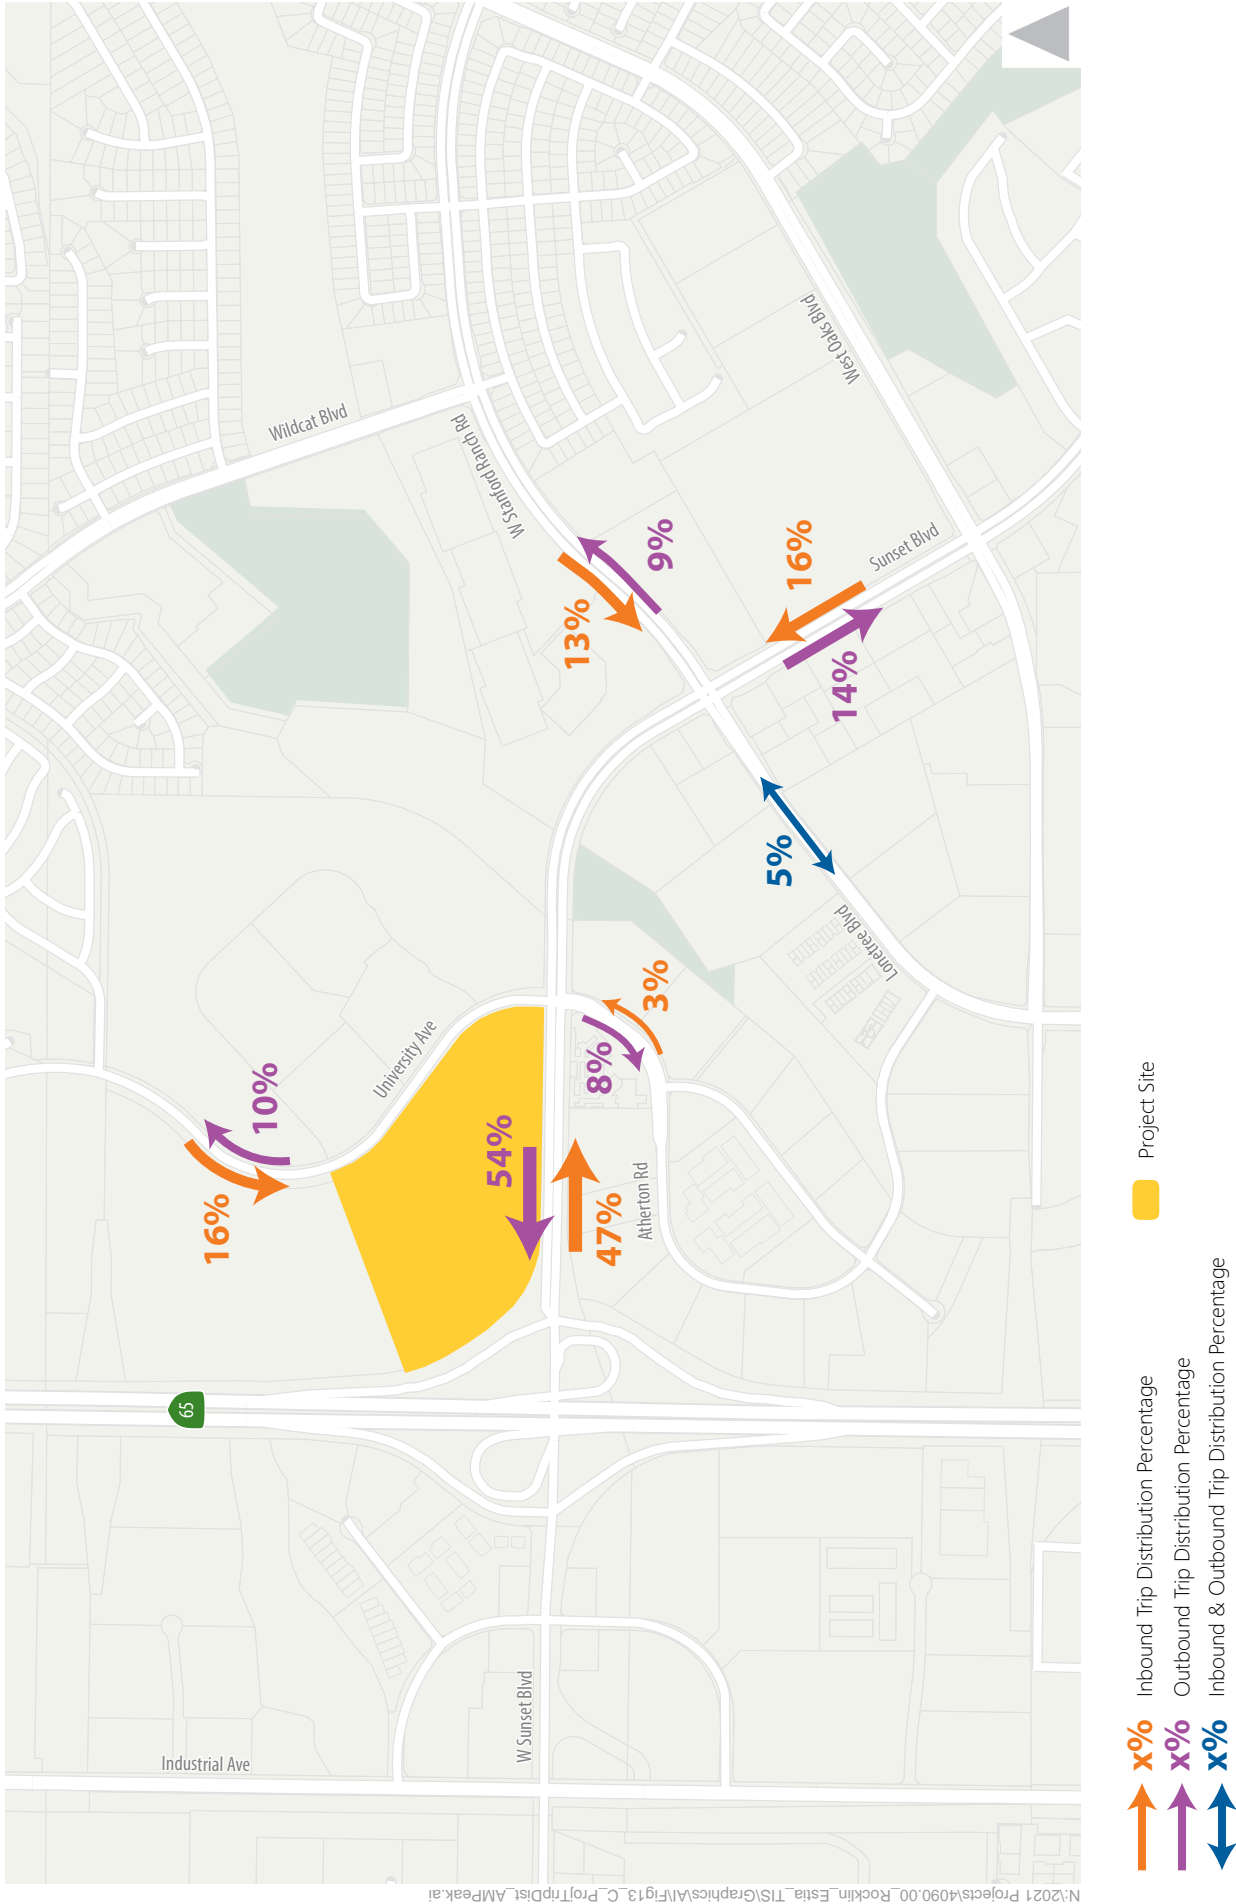 Wildcat Blvd
W Stanford Ranch Rd
West Oaks Blvd
Sunset Blvd
13%
9%
16%
14%
5%
Lonetree Blvd
University Ave
10%
16%
54%
47%
8%
3%
Atherton Rd
65
W Sunset Blvd
Industrial Ave
x% Inbound Trip Distribution Percentage
x% Outbound Trip Distribution Percentage
x% Inbound & Outbound Trip Distribution Percentage
Project Site
N:\2021 Projects\4090.00_Rocklin_Estia_TIS\Graphics\AI\Fig13_C_ProjTripDist_AMPeak.ai